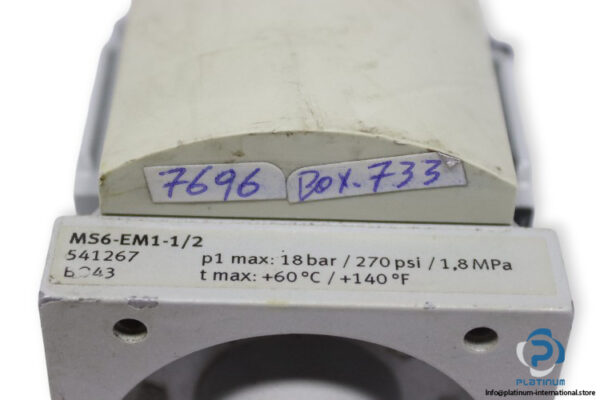 7696 Box.733
MS6-EM1-1/2
541267 p1 max: 18 bar / 270 psi / 1,8 MPa
t max: +60 °C / +140 °F
PLATINUM
Info@platinum-international.store